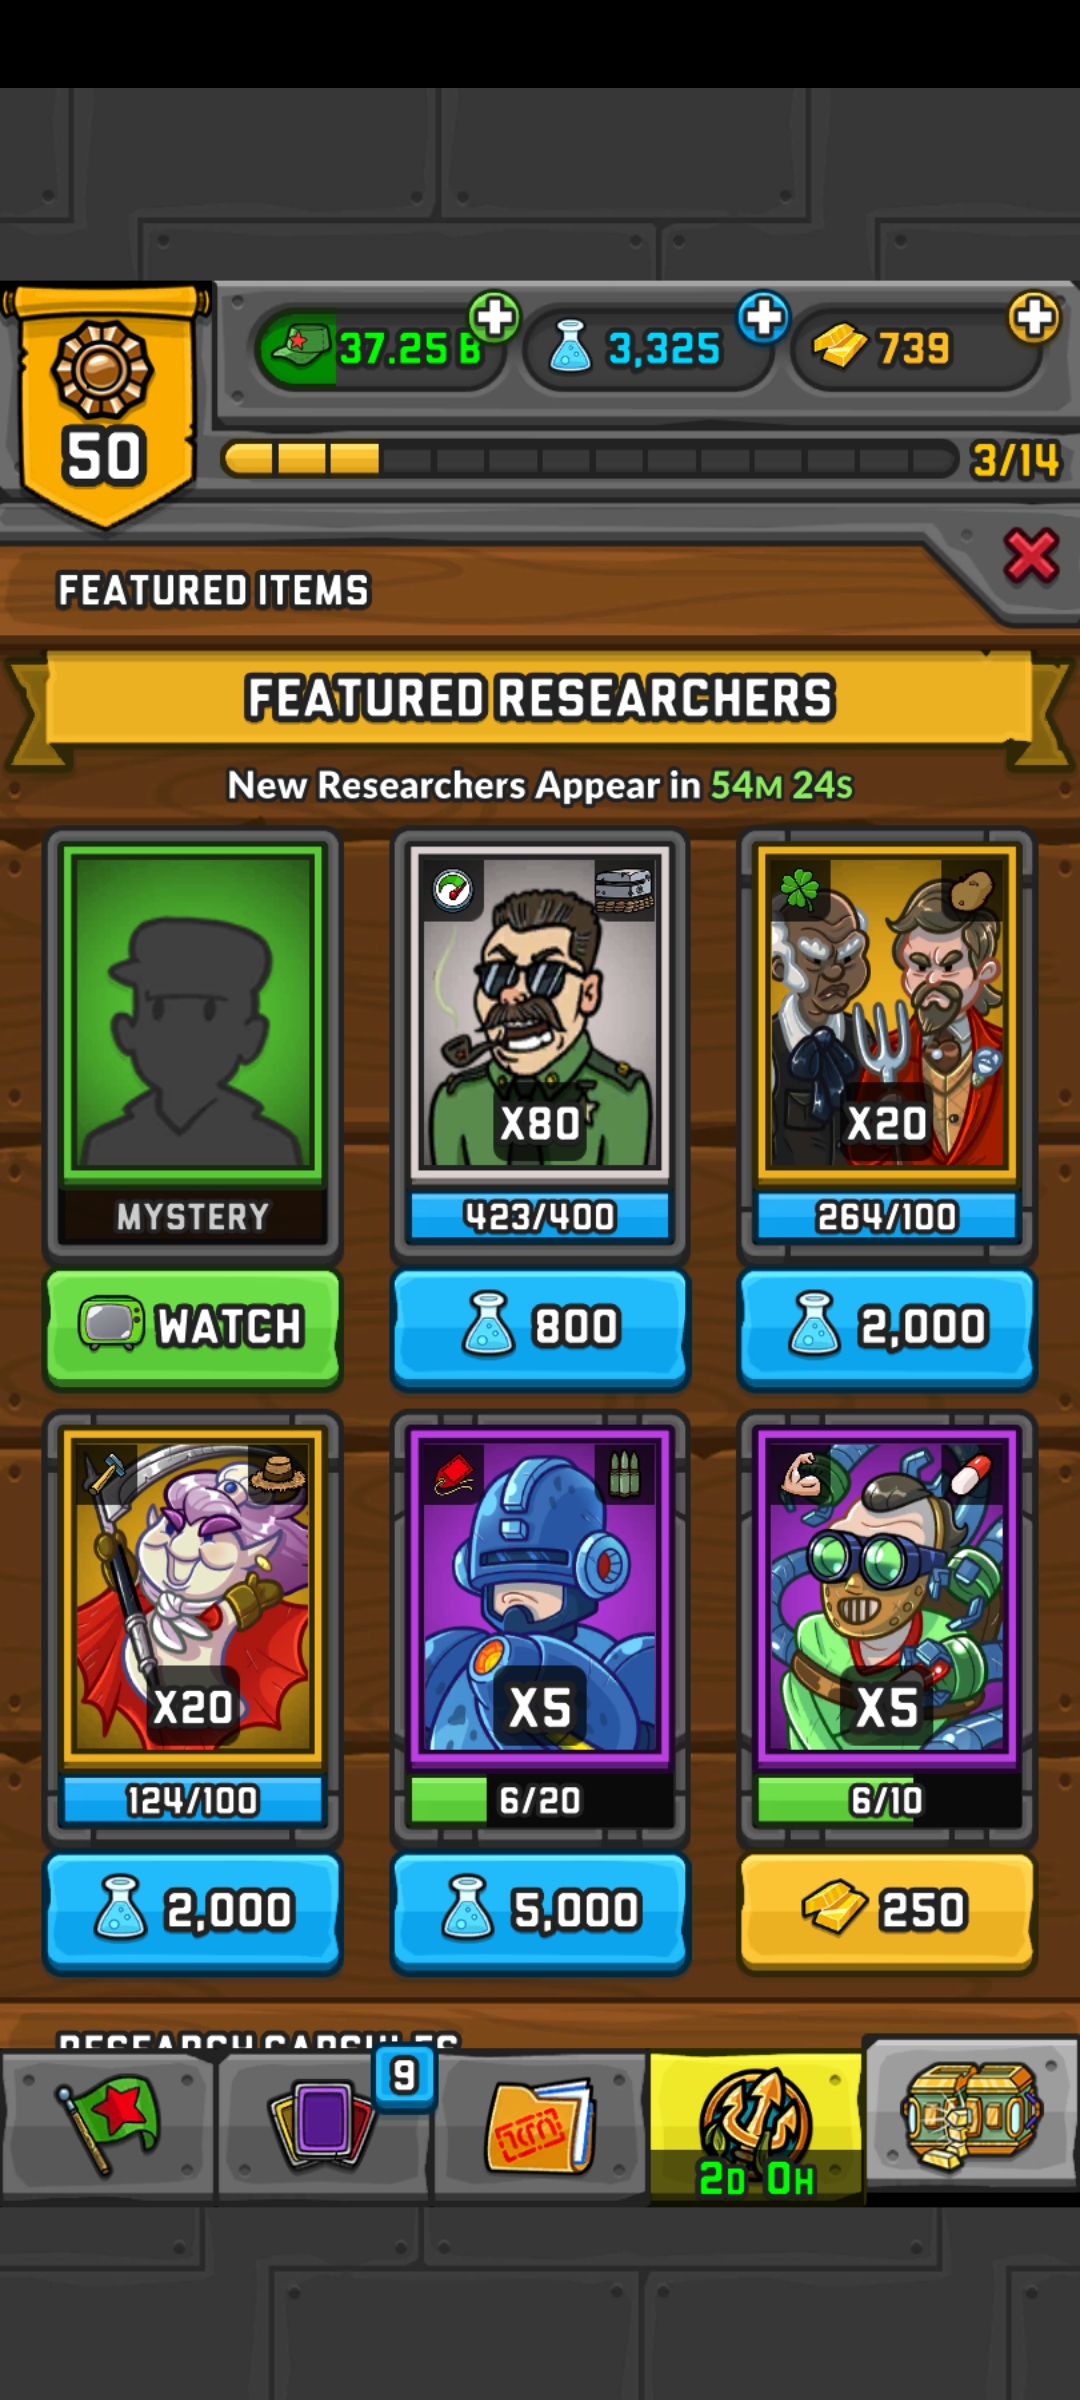 37.25 B
3,325
739
50
3/14
FEATURED ITEMS
FEATURED RESEARCHERS
New Researchers Appear in 54M 24S
X80
X20
MYSTERY
423/400
264/100
WATCH
800
2,000
X20
X5
X5
124/100
6/20
6/10
2,000
5,000
250
RESEARCH CAPSULES
9
2D 0H